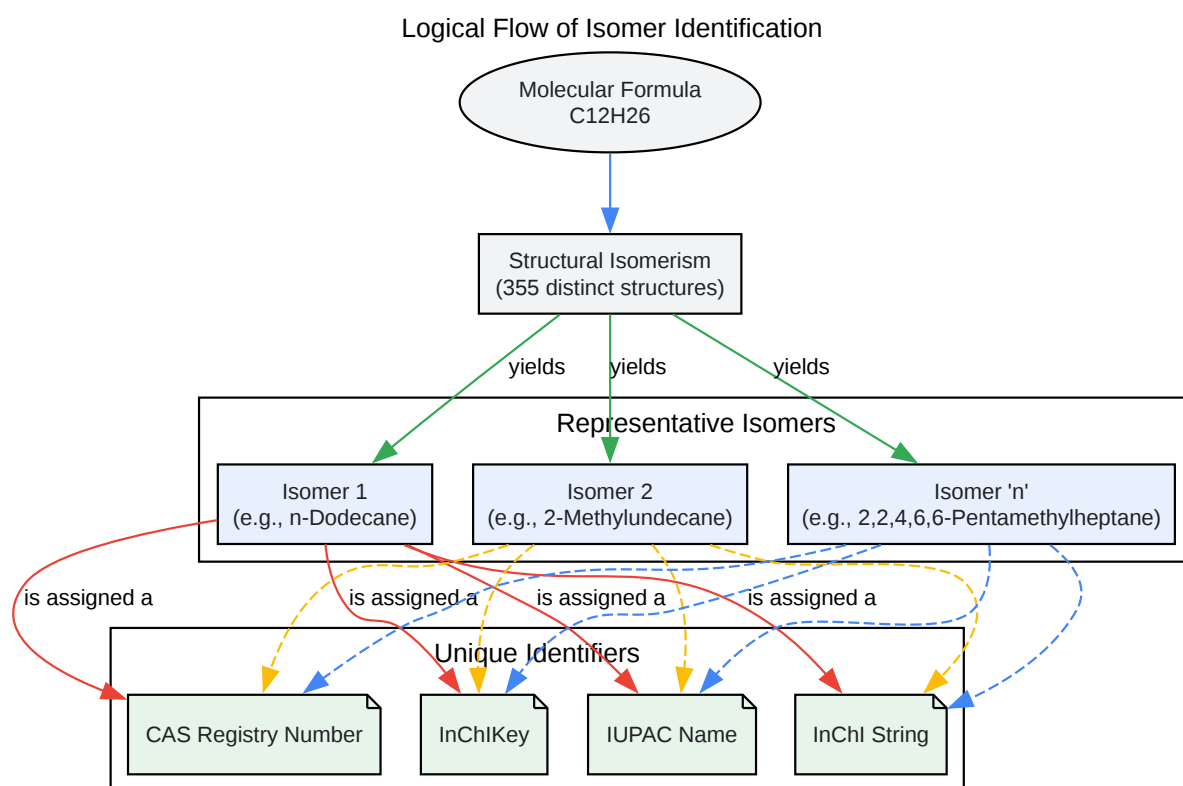 Logical Flow of Isomer Identification
Molecular Formula
C12H26
Structural Isomerism
(355 distinct structures)
yields
yields
yields
Representative Isomers
Isomer 1
(e.g., n-Dodecane)
Isomer 2
(e.g., 2-Methylundecane)
Isomer 'n'
(e.g., 2,2,4,6,6-Pentamethylheptane)
is assigned a
is assigned a
is assigned a
is assigned a
Unique Identifiers
CAS Registry Number
InChIKey
IUPAC Name
InChI String